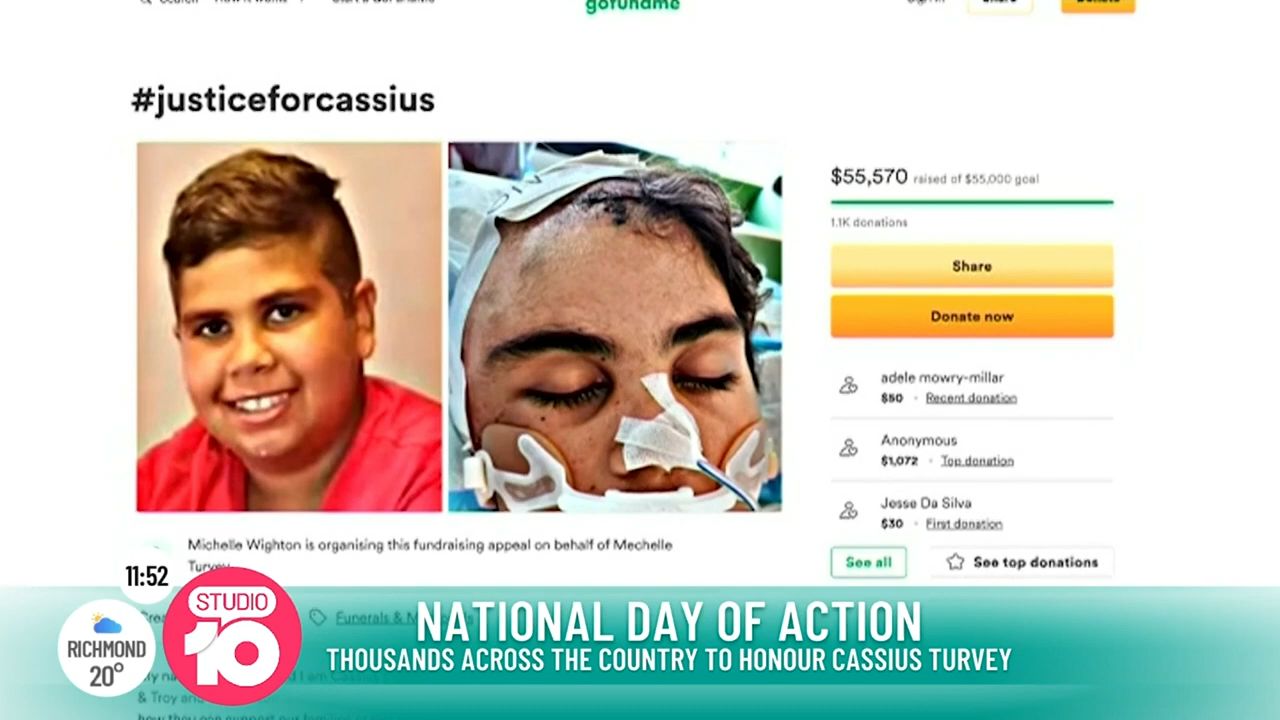 gofundme
#justiceforcassius
$55,570 raised of $55,000 goal
1.1K donations
Share
Donate now
adele mowry-millar
$50 · Recent donation
Anonymous
$1,072 · Top donation
Jesse Da Silva
$30 · First donation
See all
See top donations
Michelle Wighton is organising this fundraising appeal on behalf of Mechelle
Turvey
11:52
STUDIO
10
RICHMOND
20°
Funerals &
NATIONAL DAY OF ACTION
THOUSANDS ACROSS THE COUNTRY TO HONOUR CASSIUS TURVEY
& Troy